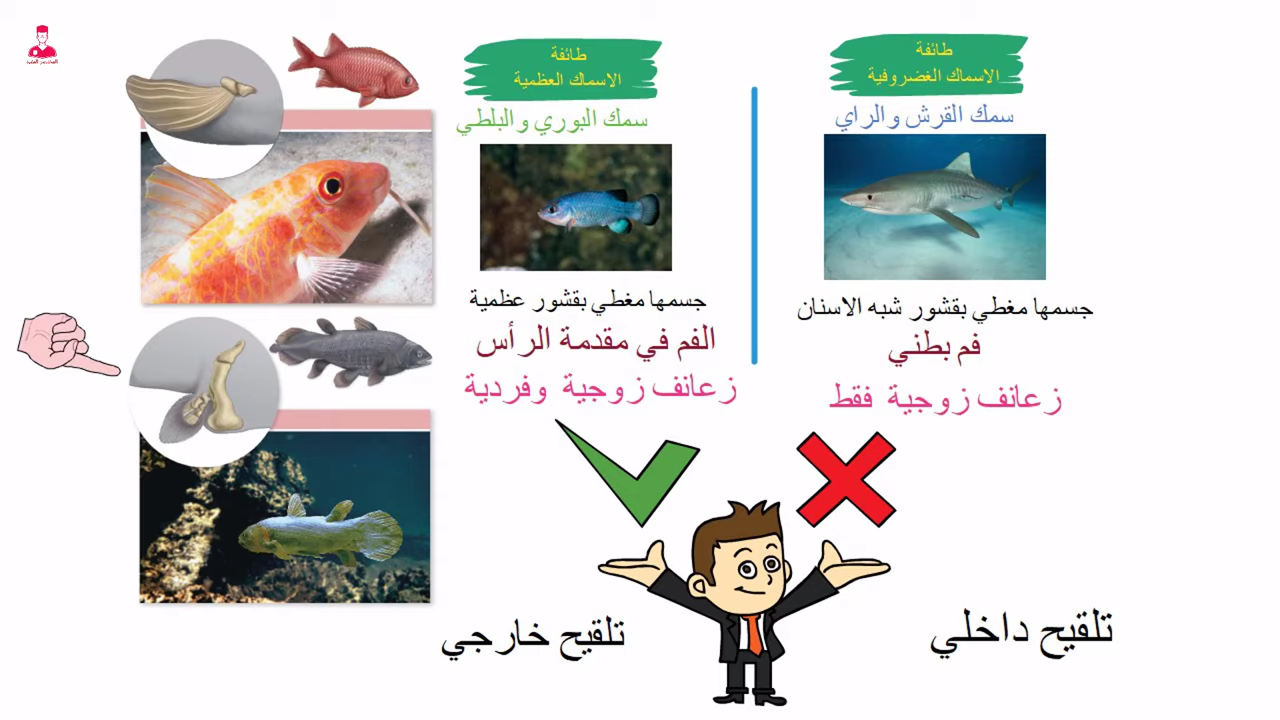 طائفة
الاسماك الغضروفية
سمك القرش والراي
جسمها مغطي بقشور شبه الاسنان
فم بطني
زعانف زوجية فقط
تلقيح داخلي
طائفة
الاسماك العظمية
سمك البوري والبلطي
جسمها مغطي بقشور عظمية
الفم في مقدمة الرأس
زعانف زوجية وفردية
تلقيح خارجي